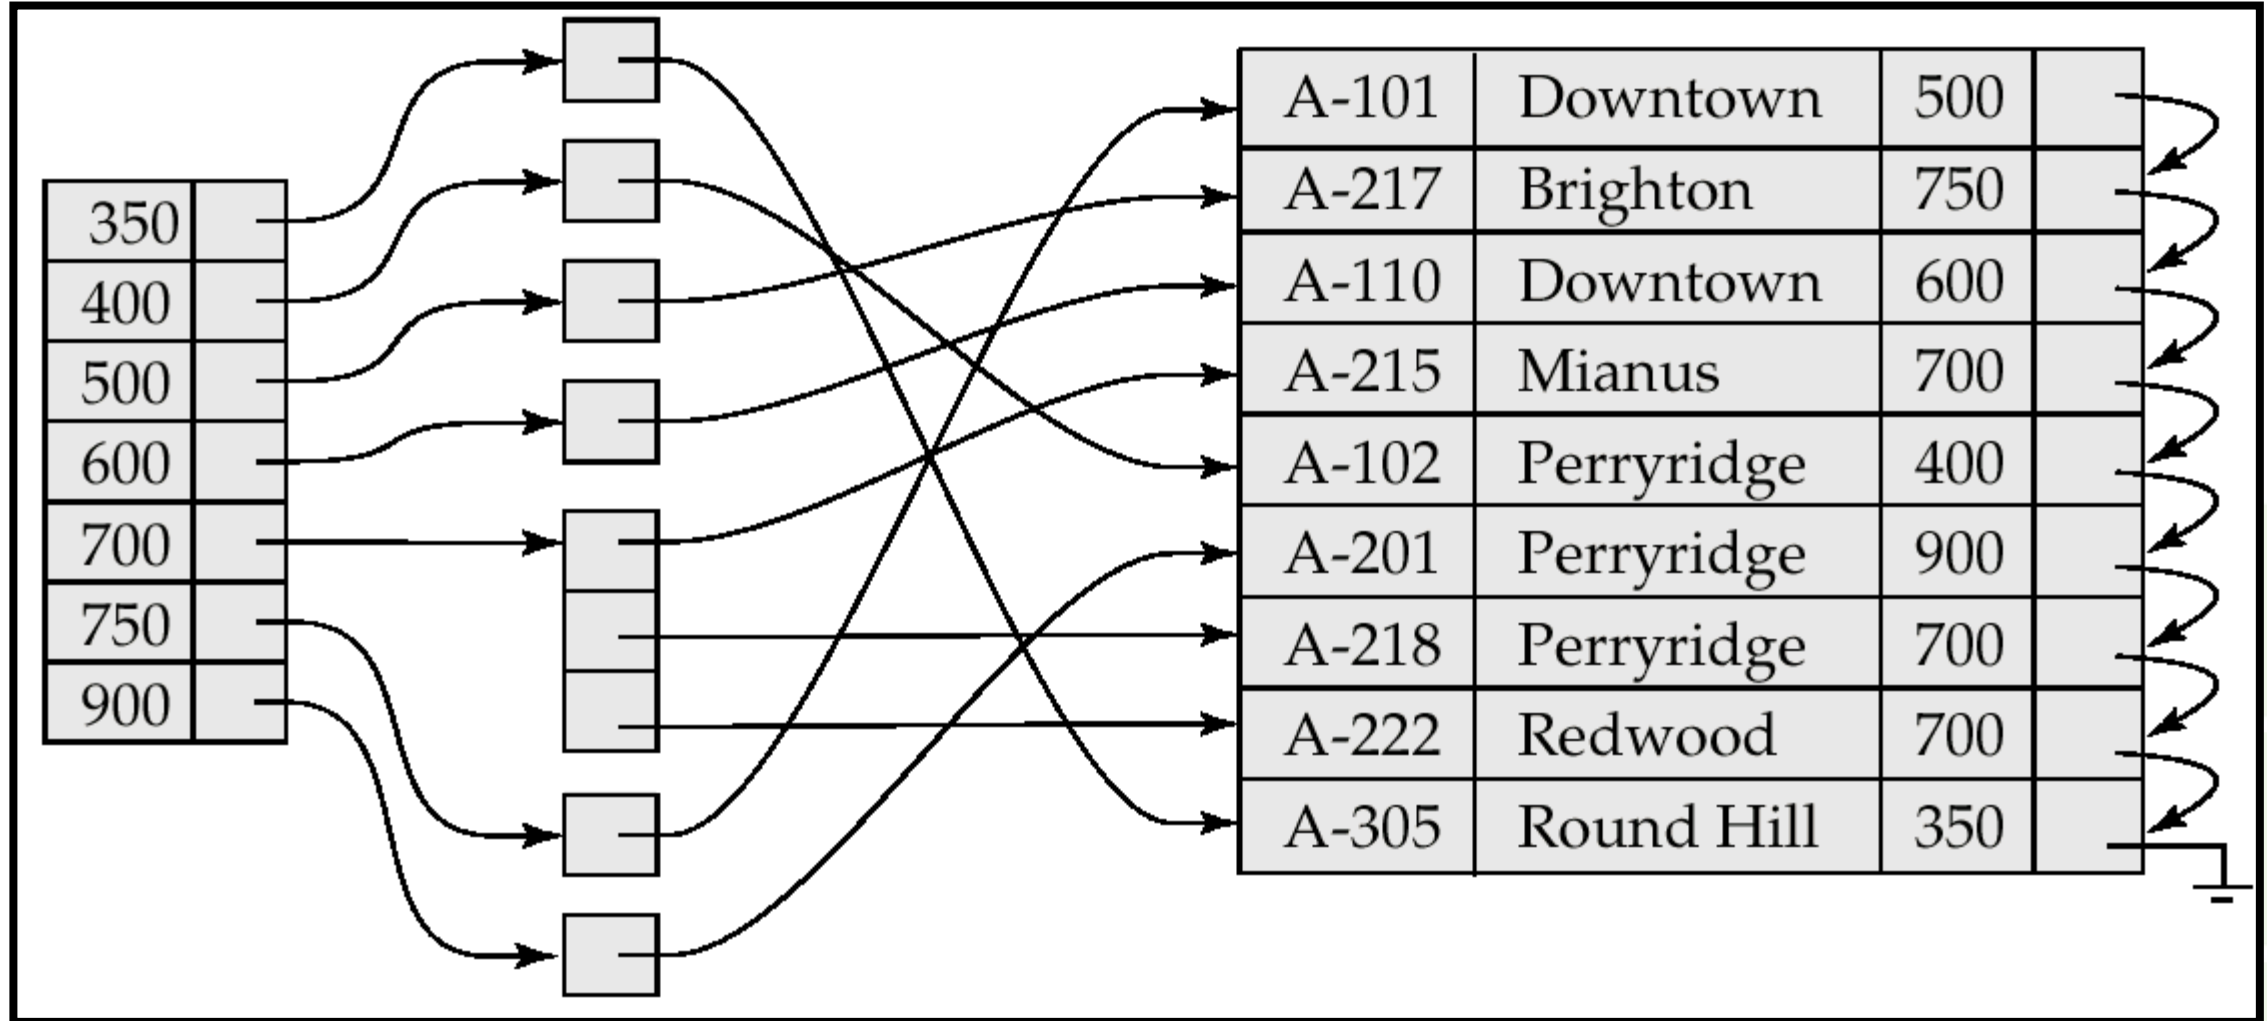 350
400
500
600
700
750
900
A-101 Downtown 500
A-217 Brighton 750
A-110 Downtown 600
A-215 Mianus 700
A-102 Perryridge 400
A-201 Perryridge 900
A-218 Perryridge 700
A-222 Redwood 700
A-305 Round Hill 350